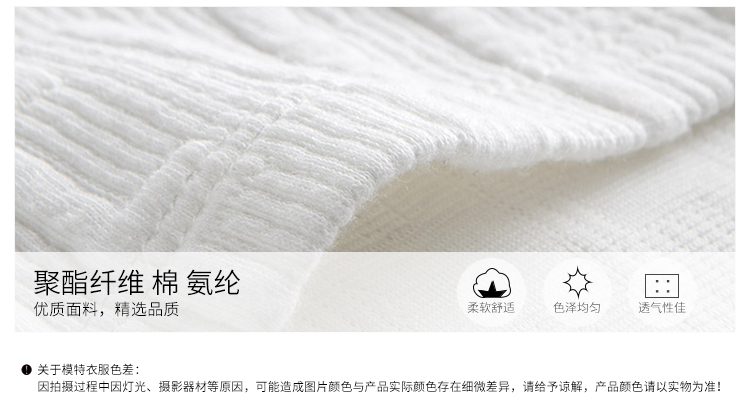 聚酯纤维 棉 氨纶
优质面料，精选品质
柔软舒适
色泽均匀
透气性佳
! 关于模特衣服色差：
因拍摄过程中因灯光、摄影器材等原因，可能造成图片颜色与产品实际颜色存在细微差异，请给予谅解，产品颜色请以实物为准！